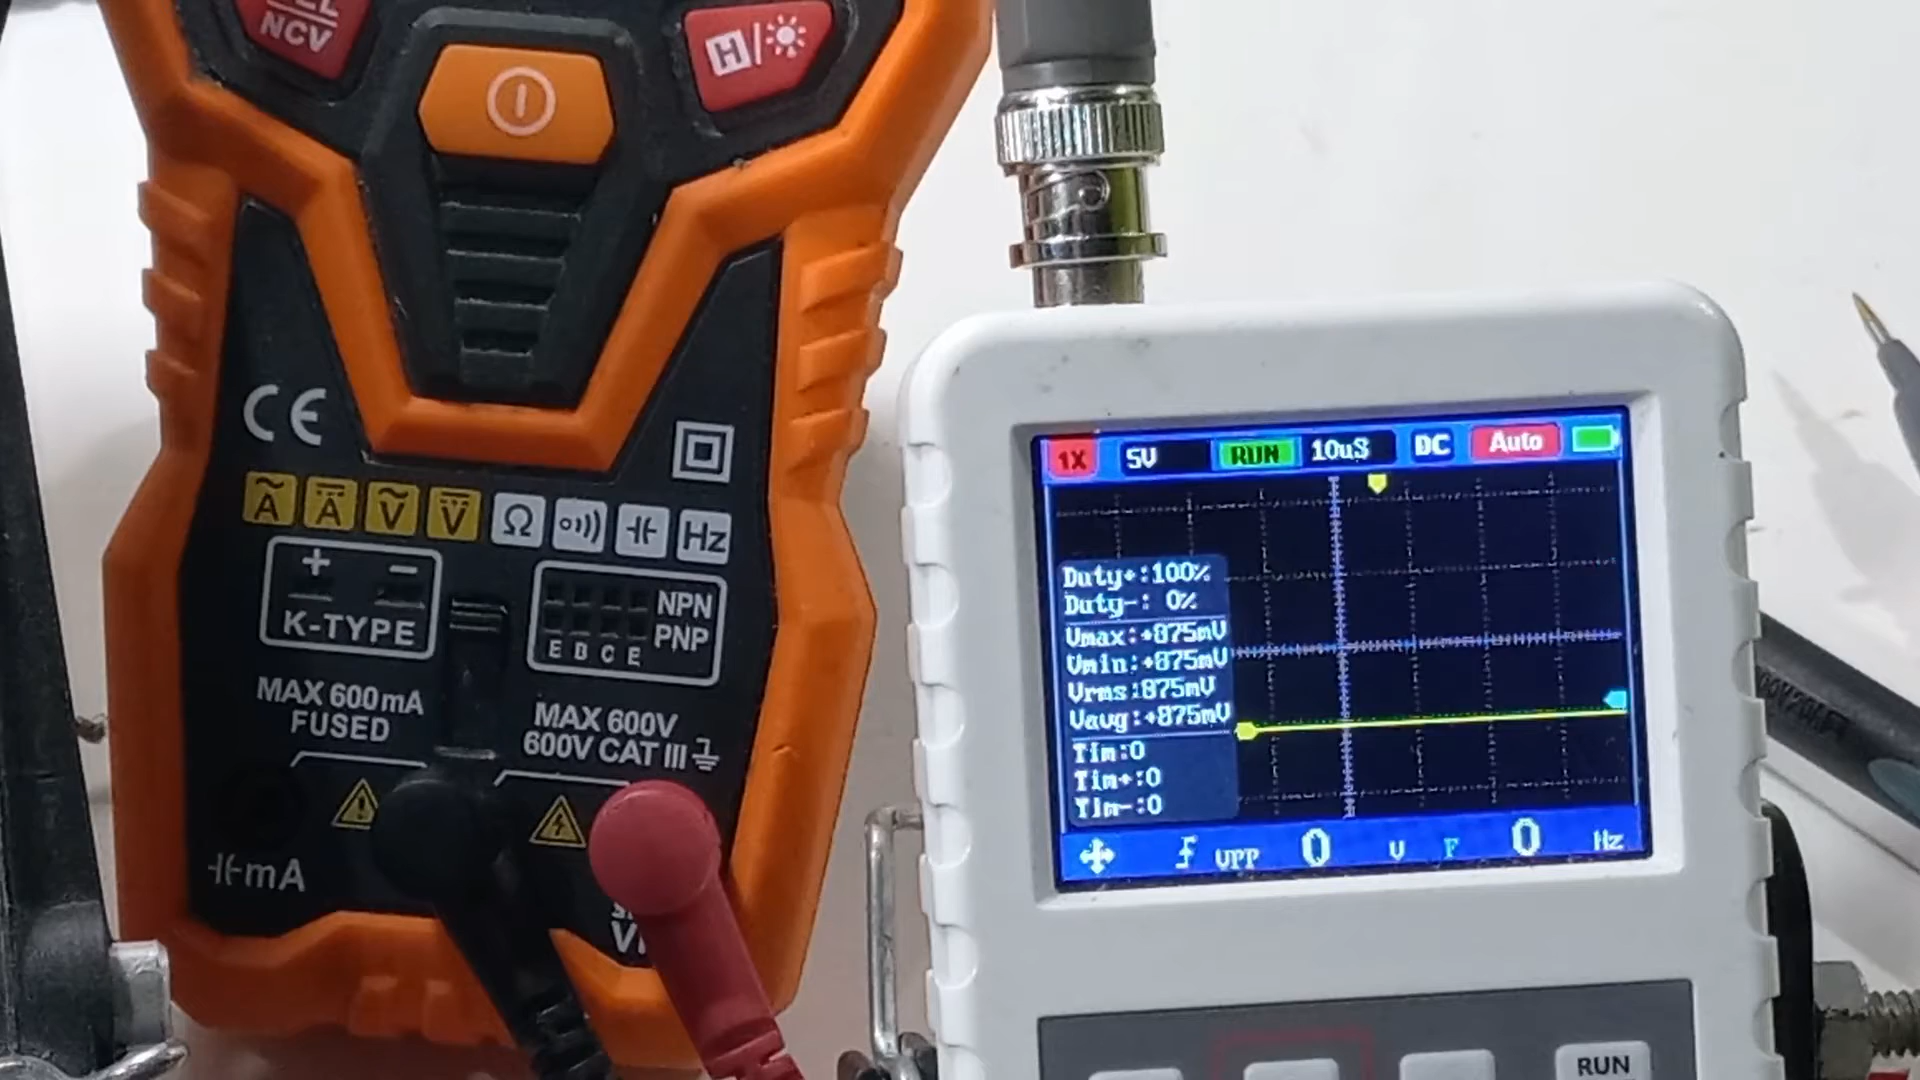 NCV
H/
CE
A A V V Ω Hz
+ −
K-TYPE
NPN
PNP
E B C E
MAX 600mA
FUSED
MAX 600V
600V CAT III
mA
1X 5V RUN 10uS DC Auto
Duty+:100%
Duty-: 0%
Vmax:+875mV
Vmin:+875mV
Vrms:875mV
Vavg:+875mV
Tim:0
Tim+:0
Tim-:0
VPP 0 V F 0 Hz
RUN